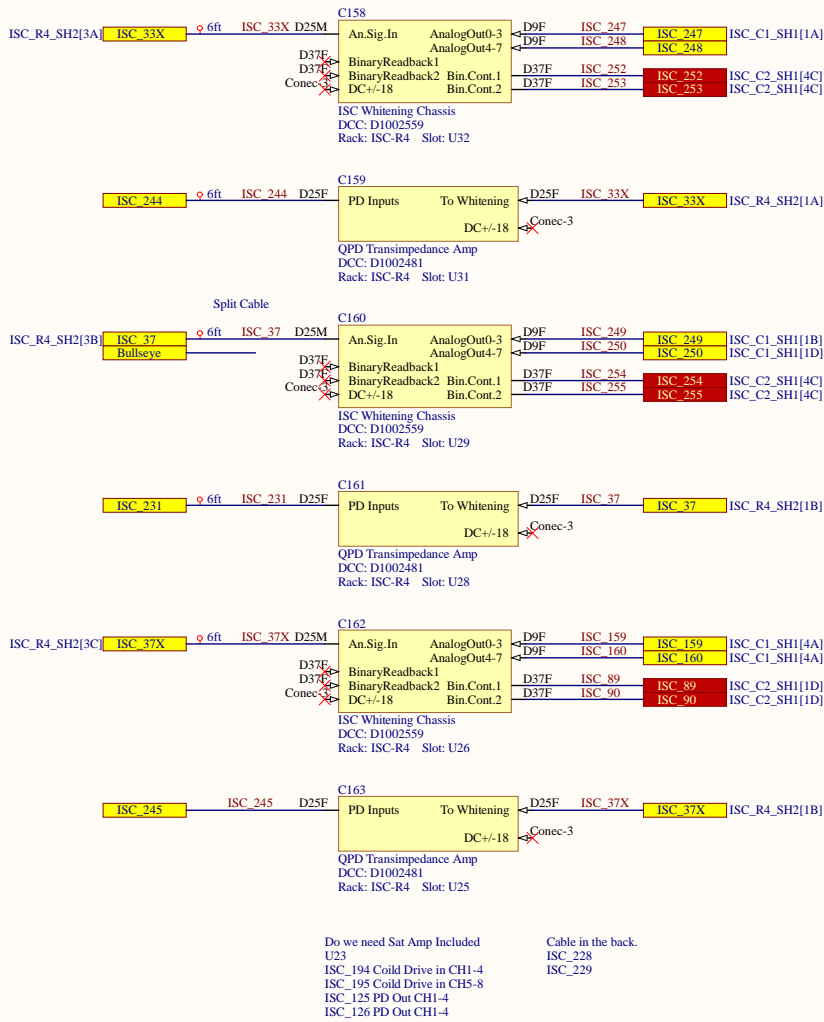 C158
ISC_R4_SH2[3A] ISC_33X 6ft ISC_33X D25M An.Sig.In AnalogOut0-3 D9F ISC_247 ISC_247 ISC_C1_SH1[1A]
AnalogOut4-7 D9F ISC_248 ISC_248
D37F BinaryReadback1
D37F BinaryReadback2 Bin.Cont.1 D37F ISC_252 ISC_252 ISC_C2_SH1[4C]
Conec-3 DC+/-18 Bin.Cont.2 D37F ISC_253 ISC_253 ISC_C2_SH1[4C]
ISC Whitening Chassis
DCC: D1002559
Rack: ISC-R4 Slot: U32
C159
ISC_244 6ft ISC_244 D25F PD Inputs To Whitening D25F ISC_33X ISC_33X ISC_R4_SH2[1A]
DC+/-18 Conec-3
QPD Transimpedance Amp
DCC: D1002481
Rack: ISC-R4 Slot: U31
Split Cable
C160
ISC_R4_SH2[3B] ISC_37 6ft ISC_37 D25M An.Sig.In AnalogOut0-3 D9F ISC_249 ISC_249 ISC_C1_SH1[1B]
Bullseye AnalogOut4-7 D9F ISC_250 ISC_250 ISC_C1_SH1[1D]
D37F BinaryReadback1
D37F BinaryReadback2 Bin.Cont.1 D37F ISC_254 ISC_254 ISC_C2_SH1[4C]
Conec-3 DC+/-18 Bin.Cont.2 D37F ISC_255 ISC_255 ISC_C2_SH1[4C]
ISC Whitening Chassis
DCC: D1002559
Rack: ISC-R4 Slot: U29
C161
ISC_231 6ft ISC_231 D25F PD Inputs To Whitening D25F ISC_37 ISC_37 ISC_R4_SH2[1B]
DC+/-18 Conec-3
QPD Transimpedance Amp
DCC: D1002481
Rack: ISC-R4 Slot: U28
C162
ISC_R4_SH2[3C] ISC_37X 6ft ISC_37X D25M An.Sig.In AnalogOut0-3 D9F ISC_159 ISC_159 ISC_C1_SH1[4A]
AnalogOut4-7 D9F ISC_160 ISC_160 ISC_C1_SH1[4A]
D37F BinaryReadback1
D37F BinaryReadback2 Bin.Cont.1 D37F ISC_89 ISC_89 ISC_C2_SH1[1D]
Conec-3 DC+/-18 Bin.Cont.2 D37F ISC_90 ISC_90 ISC_C2_SH1[1D]
ISC Whitening Chassis
DCC: D1002559
Rack: ISC-R4 Slot: U26
C163
ISC_245 ISC_245 D25F PD Inputs To Whitening D25F ISC_37X ISC_37X ISC_R4_SH2[1B]
DC+/-18 Conec-3
QPD Transimpedance Amp
DCC: D1002481
Rack: ISC-R4 Slot: U25
Do we need Sat Amp Included
U23
ISC_194 Coild Drive in CH1-4
ISC_195 Coild Drive in CH5-8
ISC_125 PD Out CH1-4
ISC_126 PD Out CH1-4
Cable in the back.
ISC_228
ISC_229